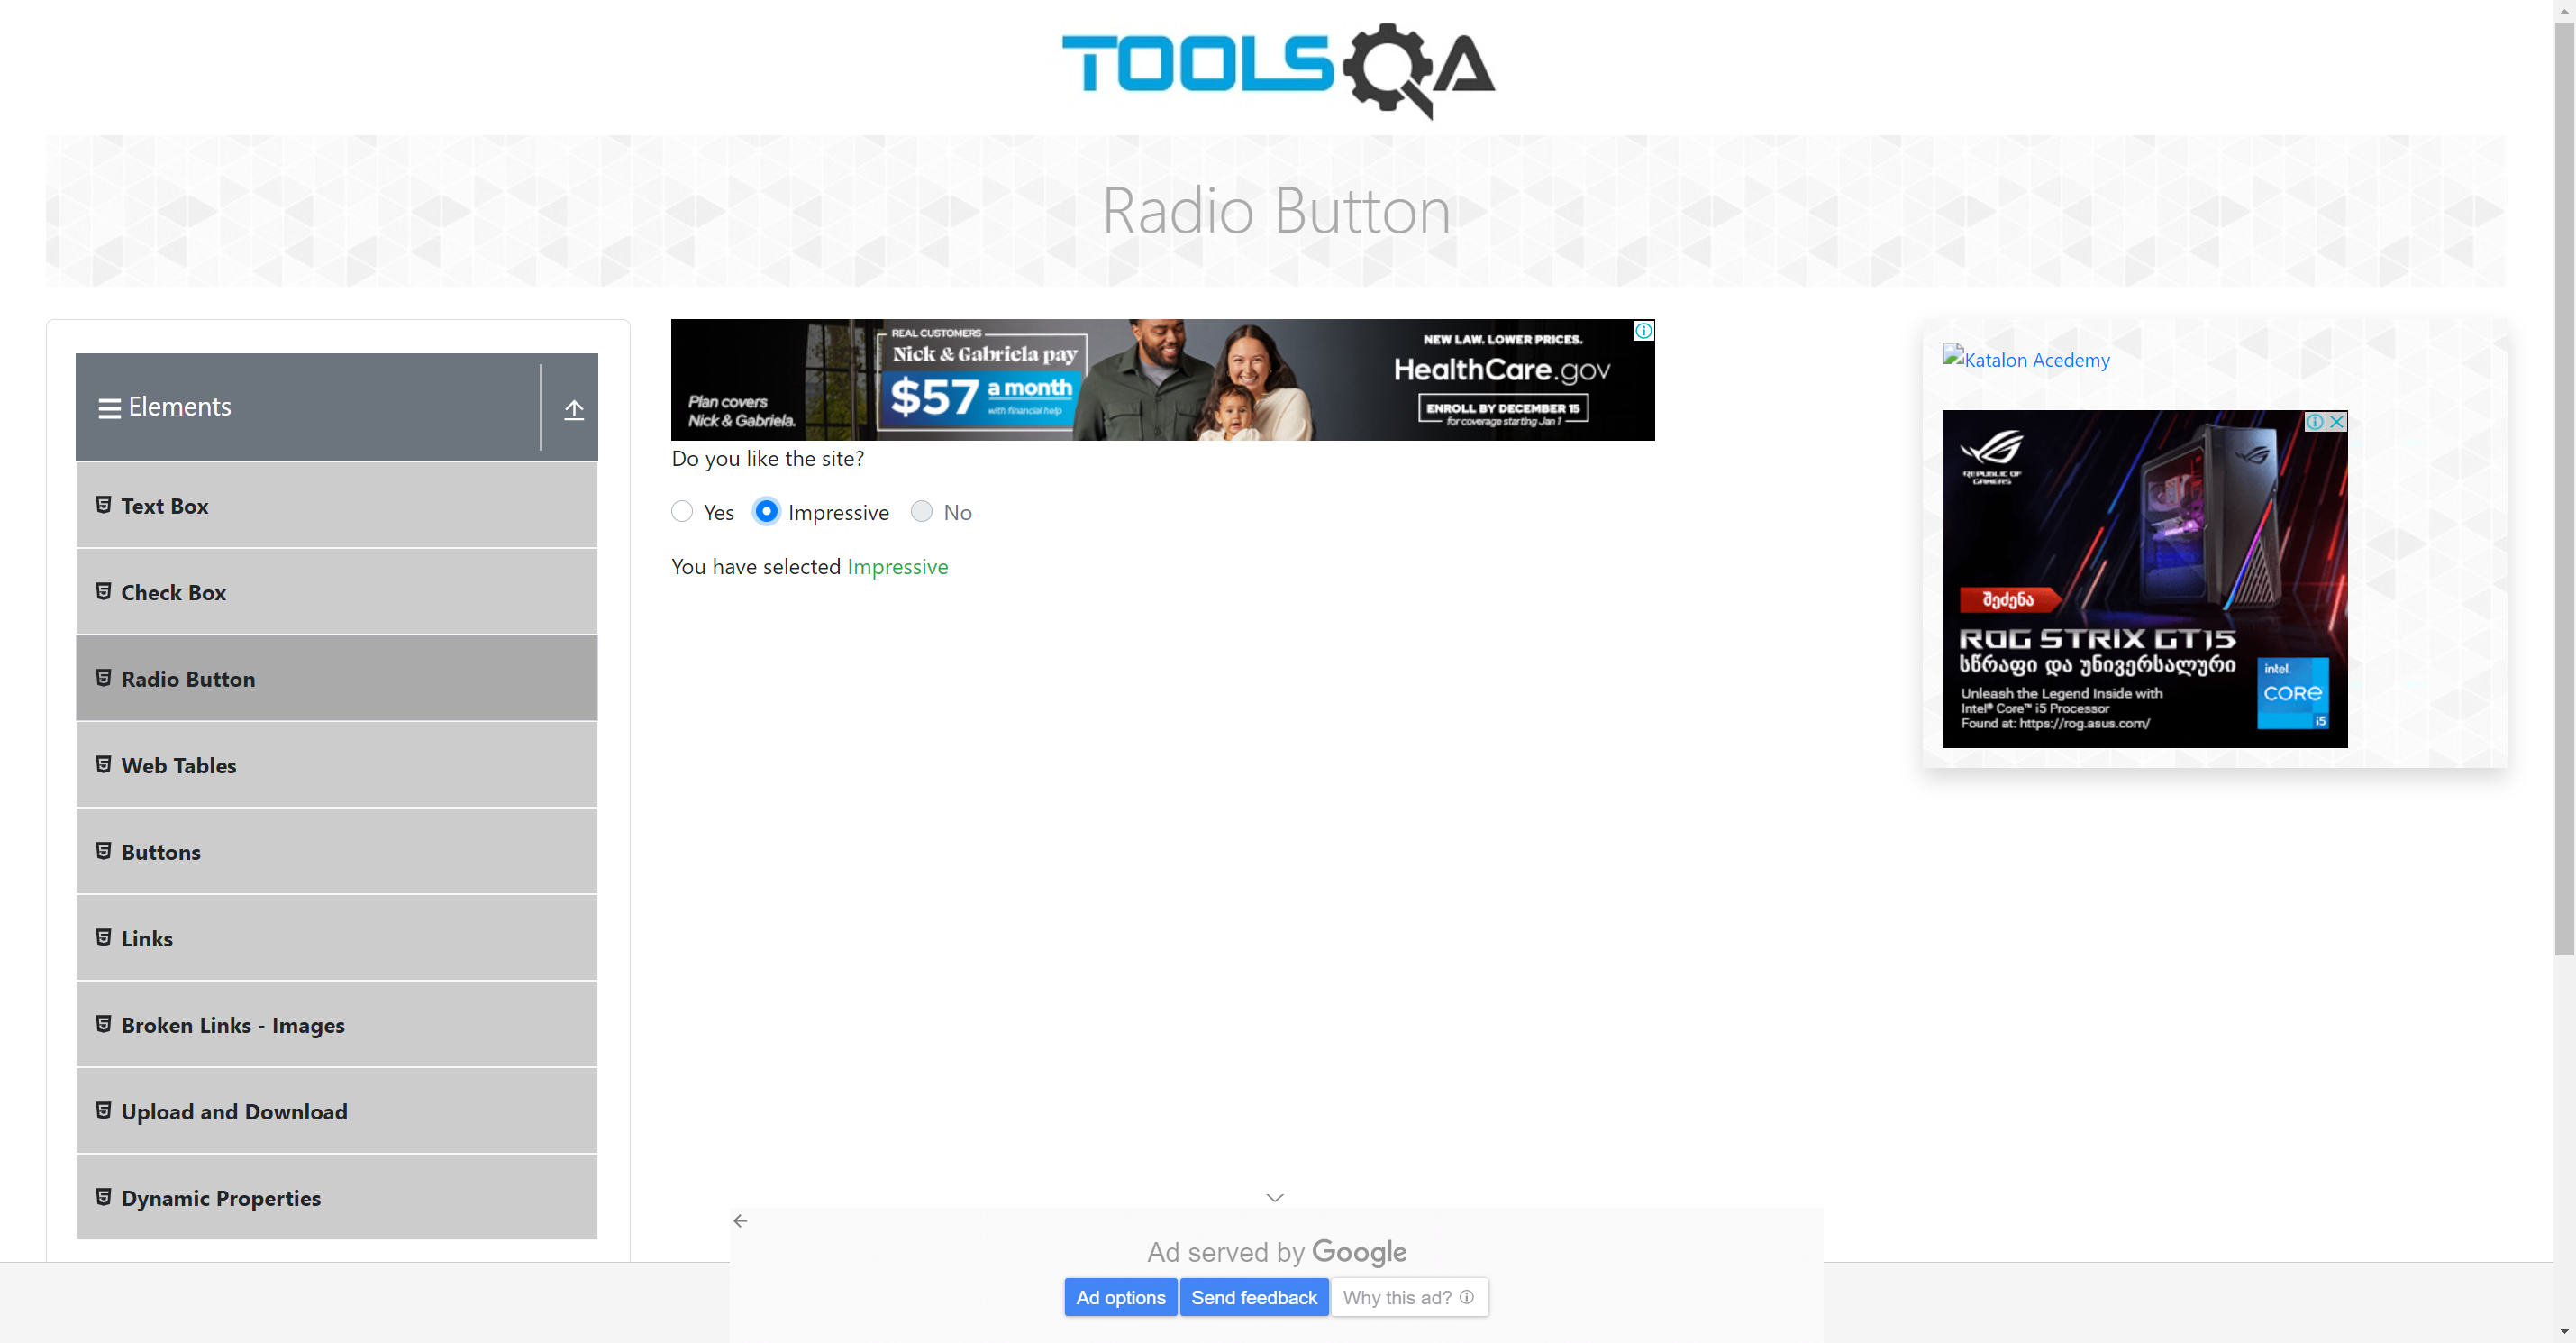 TOOLSQA
Radio Button
Elements
Text Box
Check Box
Radio Button
Web Tables
Buttons
Links
Broken Links - Images
Upload and Download
Dynamic Properties
Plan covers
Nick & Gabriela.
REAL CUSTOMERS
Nick & Gabriela pay
$57 a month
with financial help
NEW LAW. LOWER PRICES.
HealthCare.gov
ENROLL BY DECEMBER 15
for coverage starting Jan 1
Do you like the site?
Yes Impressive No
You have selected Impressive
Katalon Acedemy
REPUBLIC OF
GAMERS
შეძენა
ROG STRIX GT15
სწრაფი და უნივერსალური
Unleash the Legend Inside with
Intel® Core™ i5 Processor
Found at: https://rog.asus.com/
intel.
CORE
i5
Ad served by Google
Ad options Send feedback Why this ad?